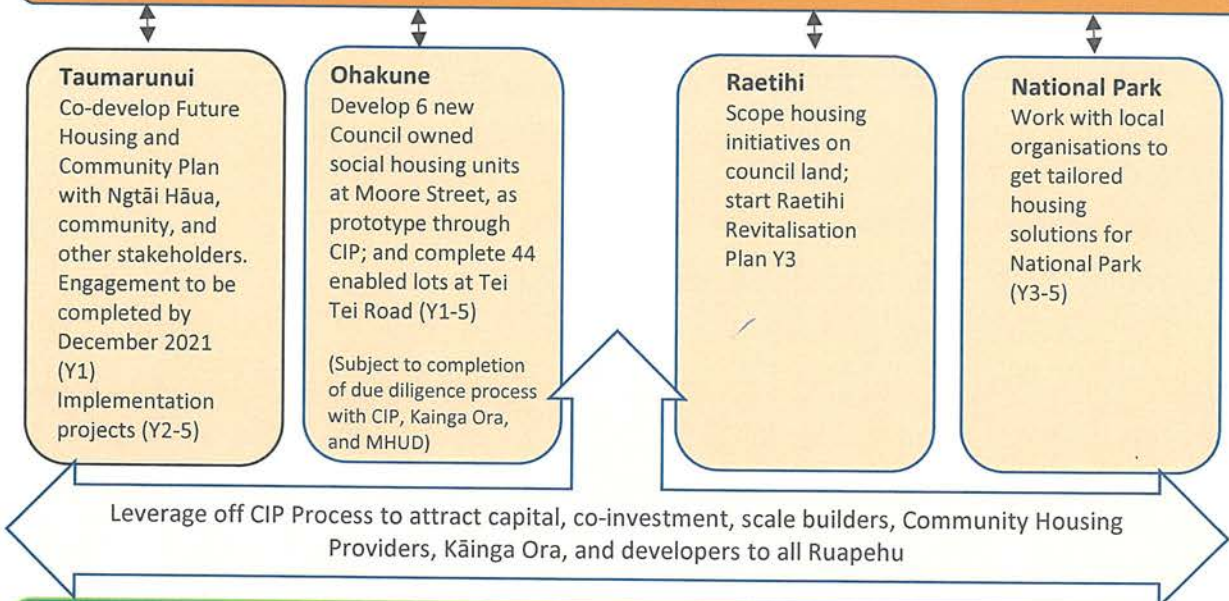 Taumarunui
Co-develop Future
Housing and
Community Plan
with Ngtāi Hāua,
community, and
other stakeholders.
Engagement to be
completed by
December 2021
(Y1)
Implementation
projects (Y2-5)
Ohakune
Develop 6 new
Council owned
social housing units
at Moore Street, as
prototype through
CIP; and complete 44
enabled lots at Tei
Tei Road (Y1-5)
(Subject to completion
of due diligence process
with CIP, Kainga Ora,
and MHUD)
Raetihi
Scope housing
initiatives on
council land;
start Raetihi
Revitalisation
Plan Y3
National Park
Work with local
organisations to
get tailored
housing
solutions for
National Park
(Y3-5)
Leverage off CIP Process to attract capital, co-investment, scale builders, Community Housing
Providers, Kāinga Ora, and developers to all Ruapehu